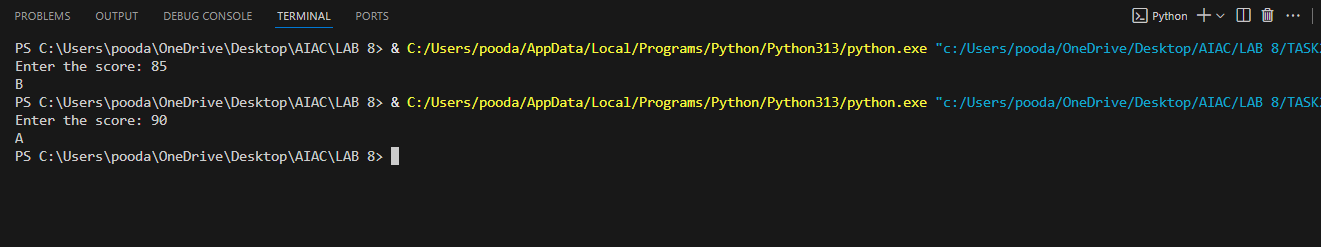 PROBLEMS OUTPUT DEBUG CONSOLE TERMINAL PORTS Python
PS C:\Users\pooda\OneDrive\Desktop\AIAC\LAB 8> & C:/Users/pooda/AppData/Local/Programs/Python/Python313/python.exe "c:/Users/pooda/OneDrive/Desktop/AIAC/LAB 8/TASK
Enter the score: 85
B
PS C:\Users\pooda\OneDrive\Desktop\AIAC\LAB 8> & C:/Users/pooda/AppData/Local/Programs/Python/Python313/python.exe "c:/Users/pooda/OneDrive/Desktop/AIAC/LAB 8/TASK
Enter the score: 90
A
PS C:\Users\pooda\OneDrive\Desktop\AIAC\LAB 8>